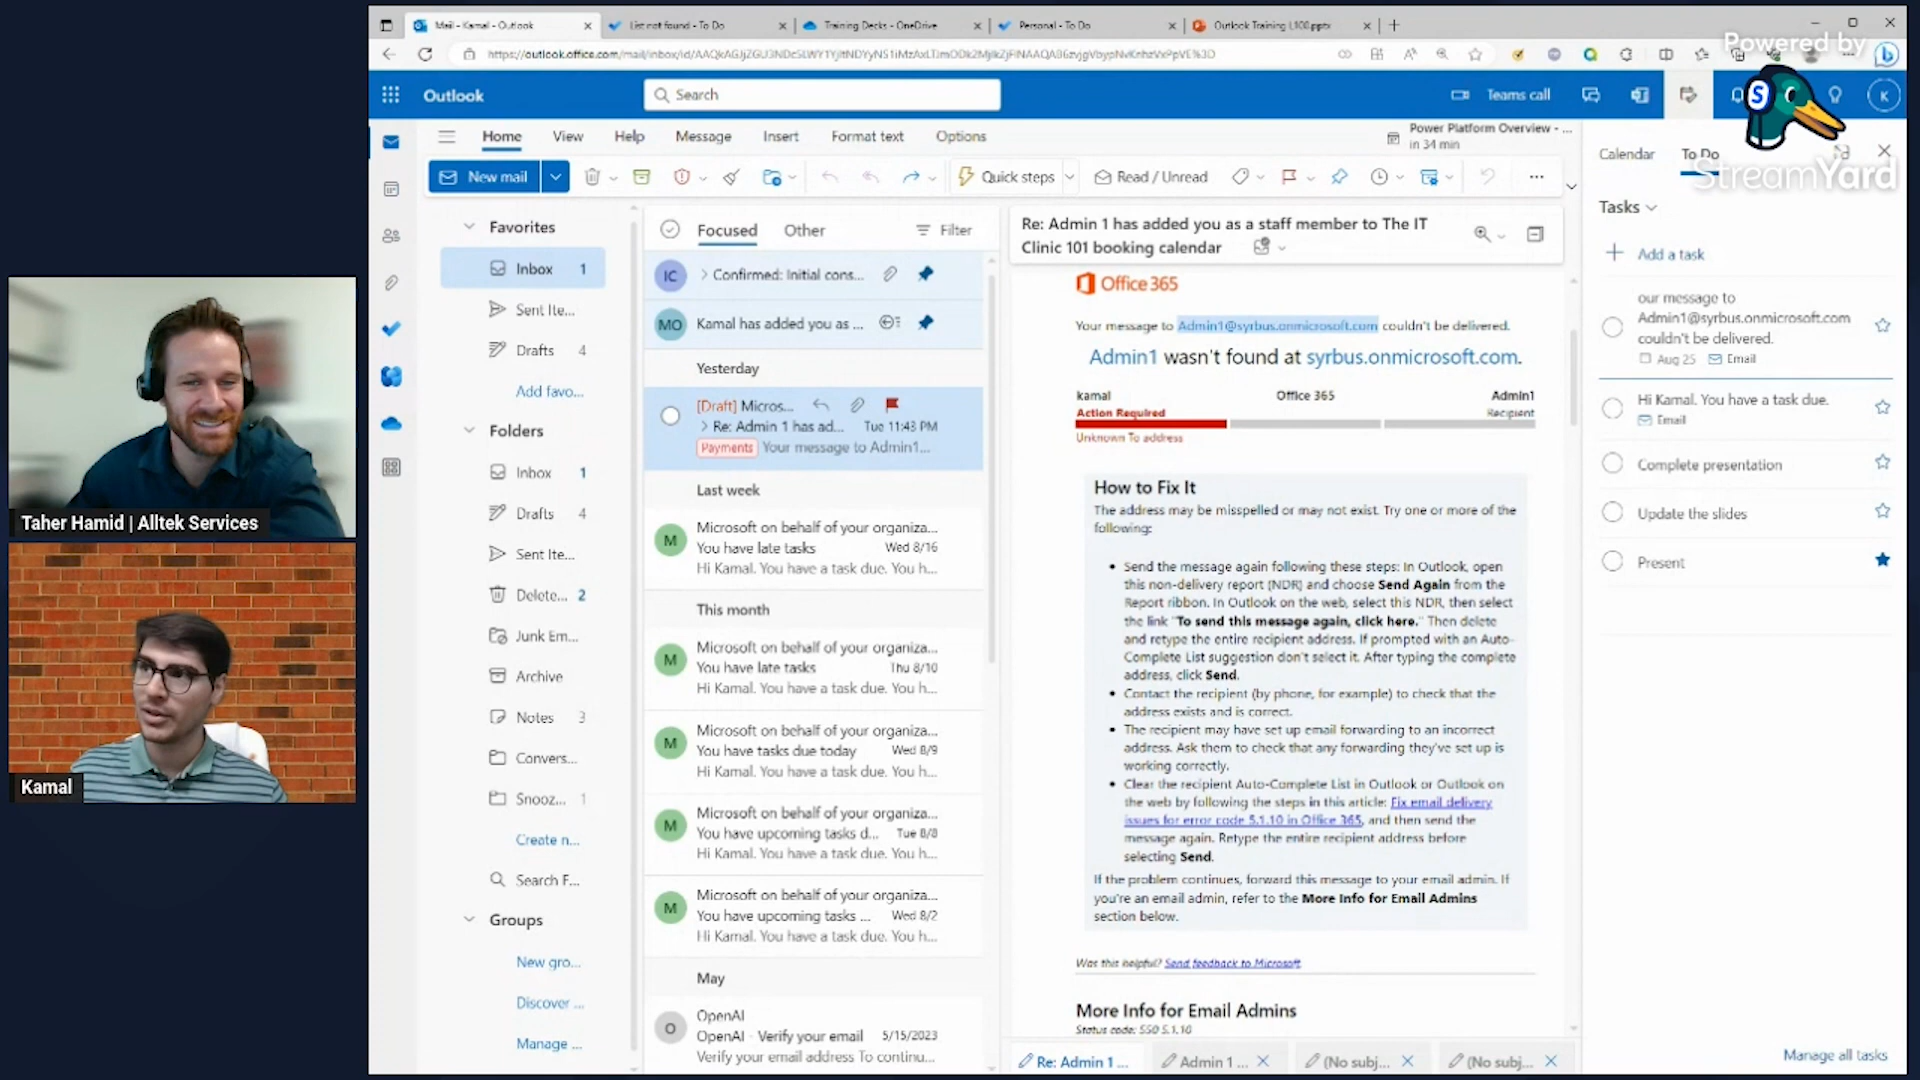 Mail - Kamal - Outlook
List not found - To Do
Training Decks - OneDrive
Personal - To Do
Outlook Training L100.pptx
Powered by
StreamYard
Outlook
Search
Teams call
K
Home
View
Help
Message
Insert
Format text
Options
Power Platform Overview - ...
in 34 min
New mail
Quick steps
Read / Unread
Calendar
To Do
Tasks
Add a task
our message to
Admin1@syrbus.onmicrosoft.com
couldn't be delivered.
Aug 25
Email
Hi Kamal. You have a task due.
Email
Complete presentation
Update the slides
Present
Manage all tasks
Favorites
Inbox 1
Sent Ite...
Drafts 4
Add favo...
Folders
Inbox 1
Drafts 4
Sent Ite...
Delete... 2
Junk Em...
Archive
Notes 3
Convers...
Snooz... 1
Create n...
Search F...
Groups
New gro...
Discover ...
Manage ...
Focused
Other
Filter
IC
Confirmed: Initial cons...
MO
Kamal has added you as ...
Yesterday
[Draft] Micros...
Re: Admin 1 has ad... Tue 11:43 PM
Payments Your message to Admin1...
Last week
M
Microsoft on behalf of your organiza...
You have late tasks Wed 8/16
Hi Kamal. You have a task due. You h...
This month
M
Microsoft on behalf of your organiza...
You have late tasks Thu 8/10
Hi Kamal. You have a task due. You h...
M
Microsoft on behalf of your organiza...
You have tasks due today Wed 8/9
Hi Kamal. You have a task due. You h...
M
Microsoft on behalf of your organiza...
You have upcoming tasks d... Tue 8/8
Hi Kamal. You have a task due. You h...
M
Microsoft on behalf of your organiza...
You have upcoming tasks ... Wed 8/2
Hi Kamal. You have a task due. You h...
May
O
OpenAI
OpenAI - Verify your email 5/15/2023
Verify your email address To continu...
Re: Admin 1 has added you as a staff member to The IT
Clinic 101 booking calendar
Office 365
Your message to Admin1@syrbus.onmicrosoft.com couldn't be delivered.
Admin1 wasn't found at syrbus.onmicrosoft.com.
kamal Office 365 Admin1
Action Required Recipient
Unknown To address
How to Fix It
The address may be misspelled or may not exist. Try one or more of the
following:
• Send the message again following these steps: In Outlook, open
this non-delivery report (NDR) and choose Send Again from the
Report ribbon. In Outlook on the web, select this NDR, then select
the link "To send this message again, click here." Then delete
and retype the entire recipient address. If prompted with an Auto-
Complete List suggestion don't select it. After typing the complete
address, click Send.
• Contact the recipient (by phone, for example) to check that the
address exists and is correct.
• The recipient may have set up email forwarding to an incorrect
address. Ask them to check that any forwarding they've set up is
working correctly.
• Clear the recipient Auto-Complete List in Outlook or Outlook on
the web by following the steps in this article: Fix email delivery
issues for error code 5.1.10 in Office 365, and then send the
message again. Retype the entire recipient address before
selecting Send.
If the problem continues, forward this message to your email admin. If
you're an email admin, refer to the More Info for Email Admins
section below.
Was this helpful? Send feedback to Microsoft
More Info for Email Admins
Status code: 550 5.1.10
Re: Admin 1 ...
Admin 1 ...
(No subj...
(No subj...
Taher Hamid | Alltek Services
Kamal